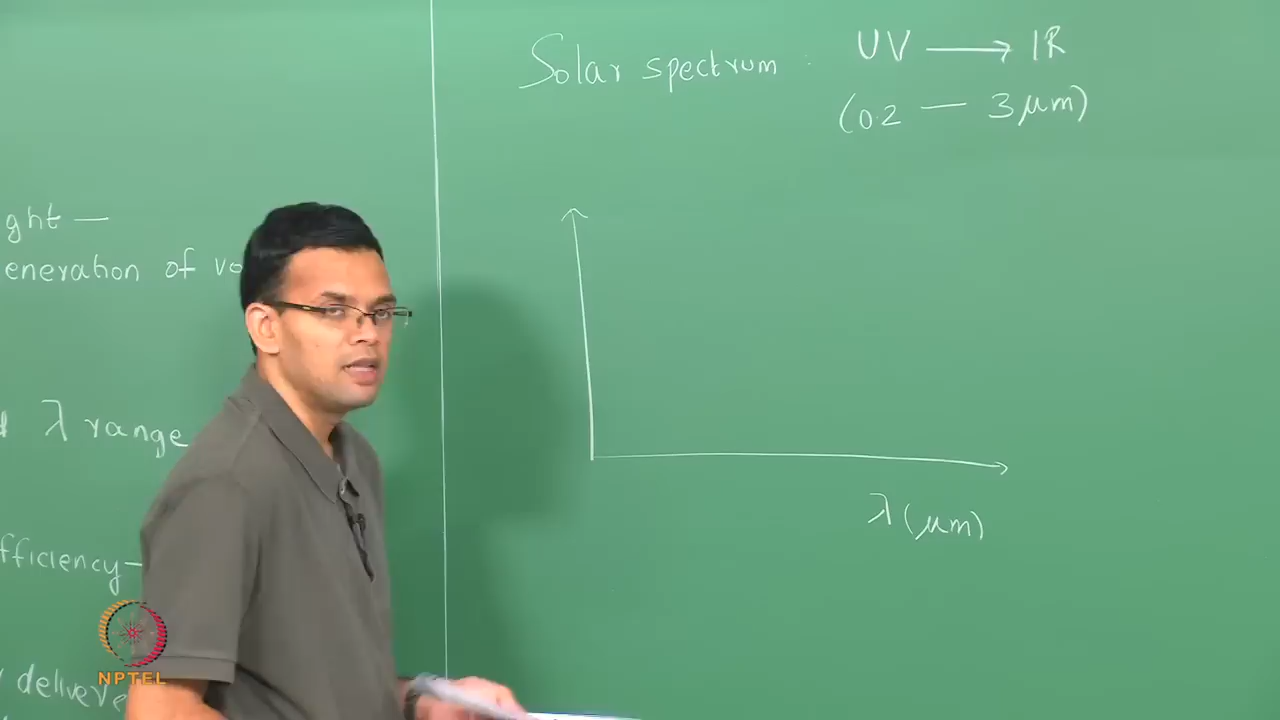 ght —
eneration of vo
λ range
fficiency—
delive
Solar spectrum : UV ⟶ IR
(0.2 — 3 μm)
λ (μm)
NPTEL